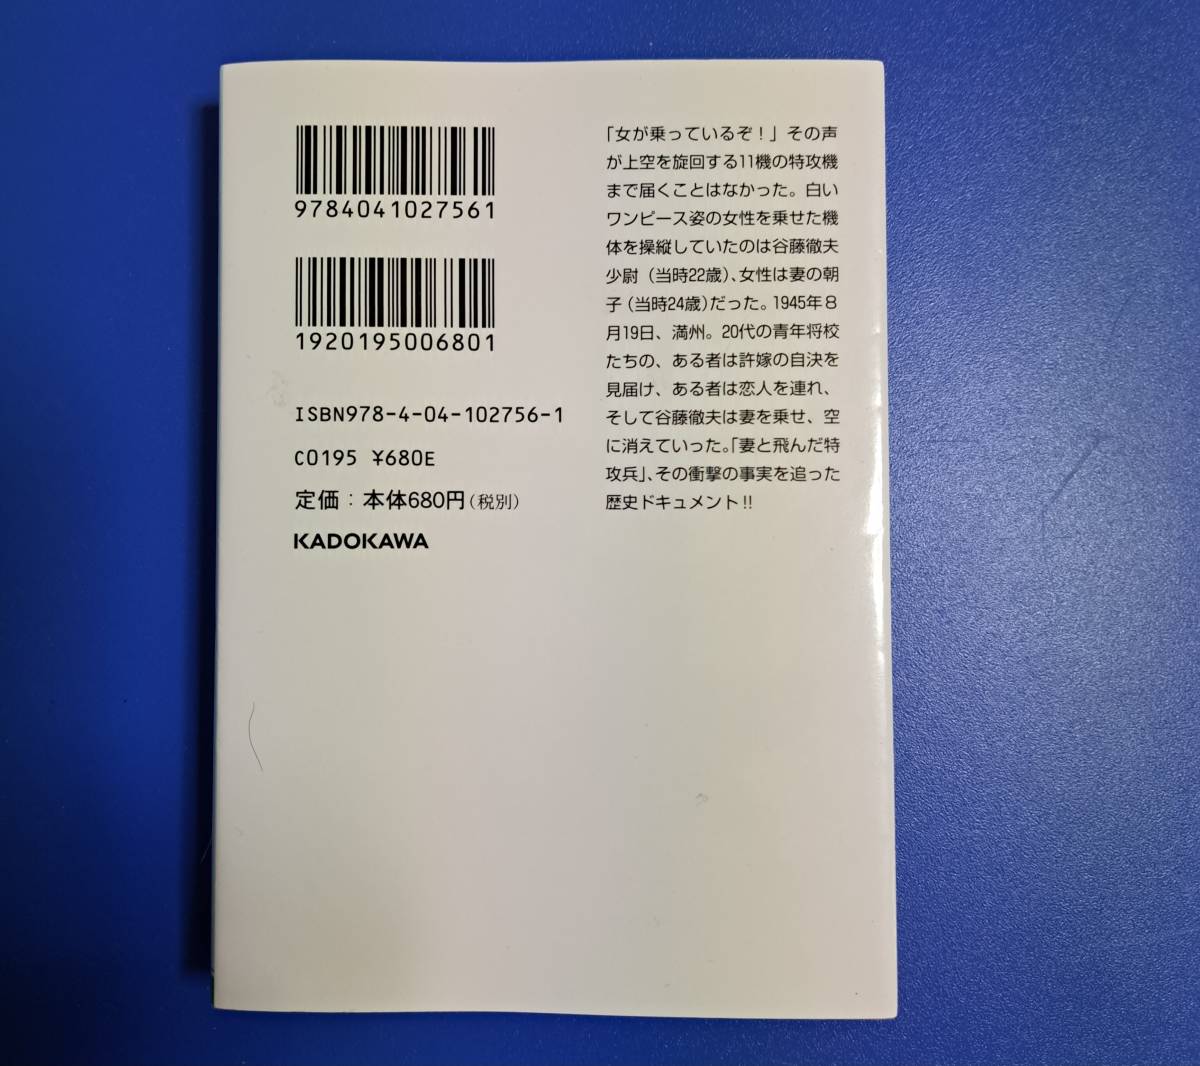 9784041027561
1920195006801
ISBN978-4-04-102756-1
C0195 ¥680E
定価：本体680円（税別）
KADOKAWA
「女が乗っているぞ！」その声
が上空を旋回する11機の特攻機
まで届くことはなかった。白い
ワンピース姿の女性を乗せた機
体を操縦していたのは谷藤徹夫
少尉（当時22歳）、女性は妻の朝
子（当時24歳）だった。1945年８
月19日、満州。20代の青年将校
たちの、ある者は許嫁の自決を
見届け、ある者は恋人を連れ、
そして谷藤徹夫は妻を乗せ、空
に消えていった。「妻と飛んだ特
攻兵」、その衝撃の事実を追った
歴史ドキュメント!!